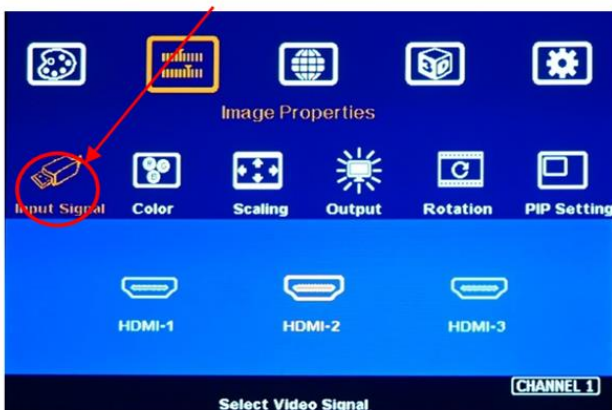 3D
Image Properties
Input Signal Color Scaling Output Rotation PIP Setting
HDMI-1 HDMI-2 HDMI-3
CHANNEL 1
Select Video Signal